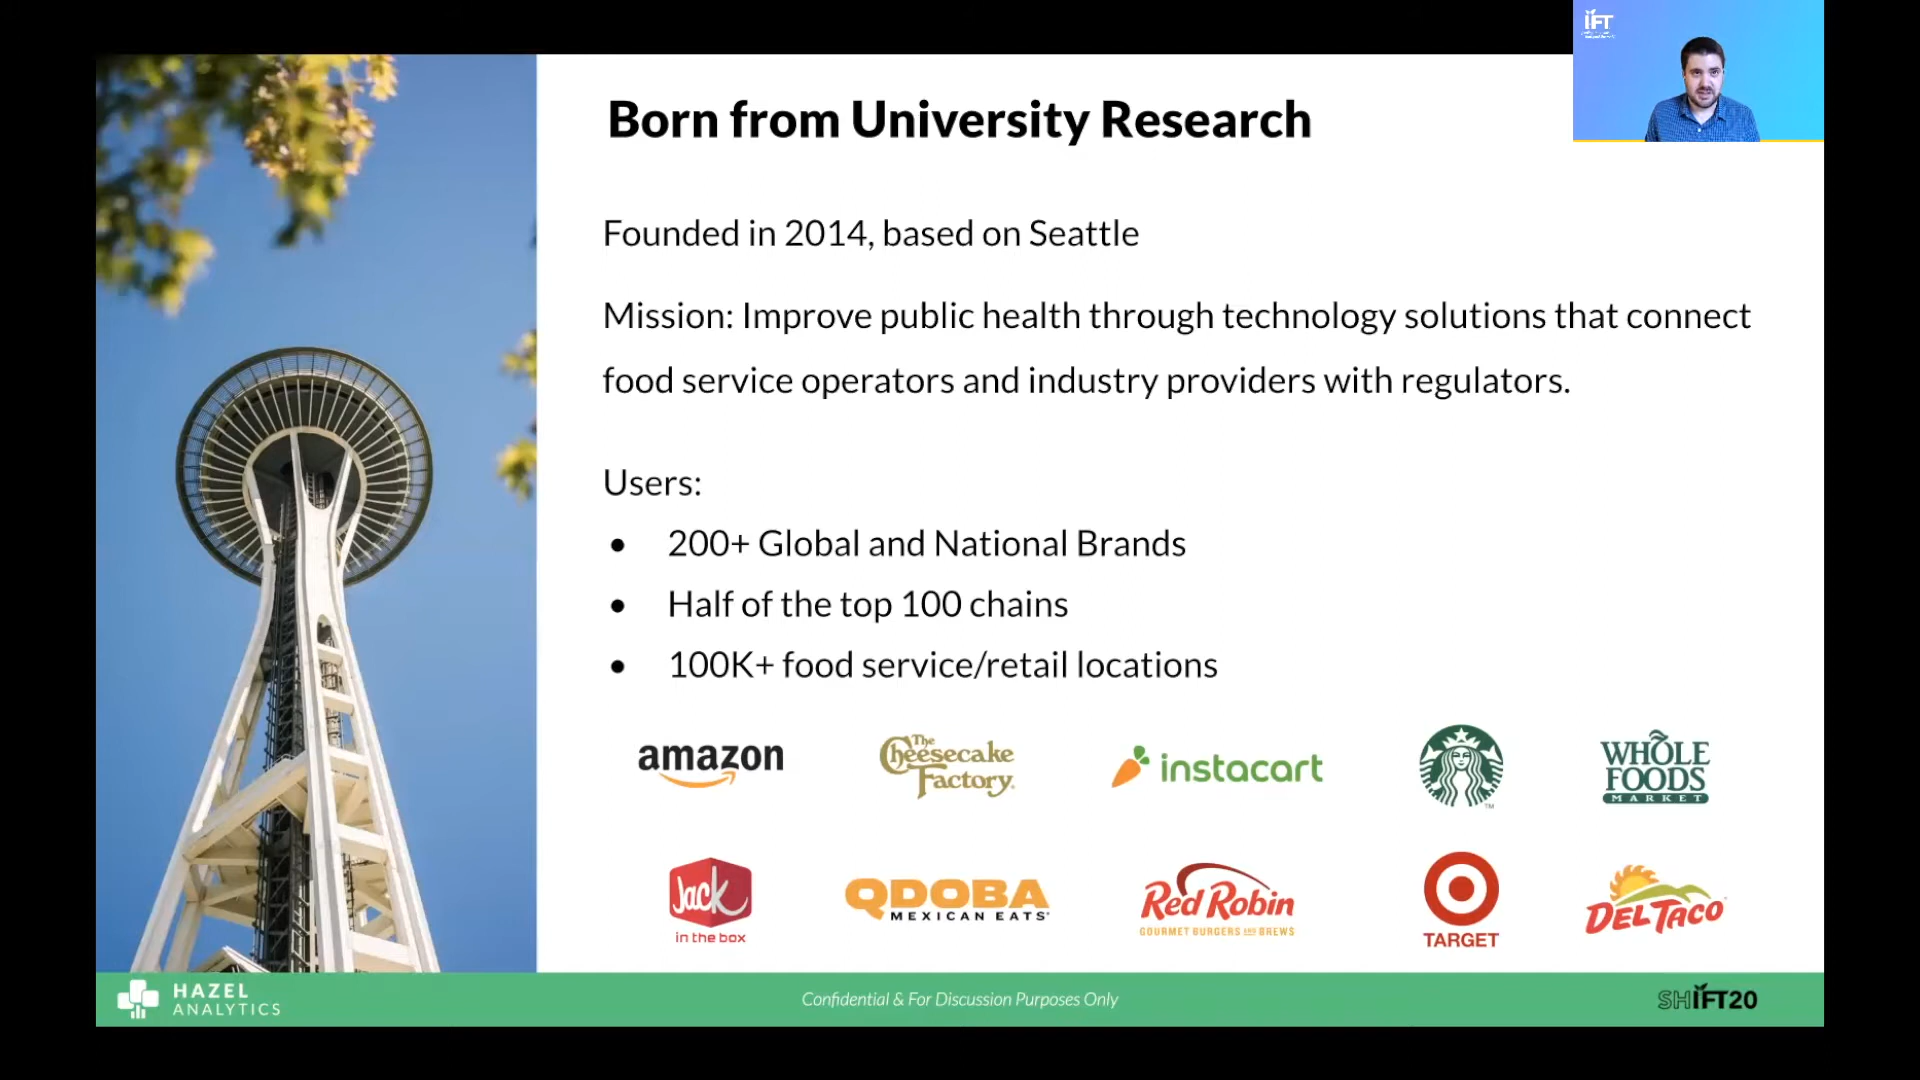 IFT
Born from University Research
Founded in 2014, based on Seattle
Mission: Improve public health through technology solutions that connect
food service operators and industry providers with regulators.
Users:
• 200+ Global and National Brands
• Half of the top 100 chains
• 100K+ food service/retail locations
amazon
The
Cheesecake
Factory.
instacart
TM
WHOLE
FOODS
MARKET
Jack
in the box
QDOBA
MEXICAN EATS
Red Robin
GOURMET BURGERS AND BREWS
TARGET
DEL TACO
HAZEL
ANALYTICS
Confidential & For Discussion Purposes Only
SHIFT20